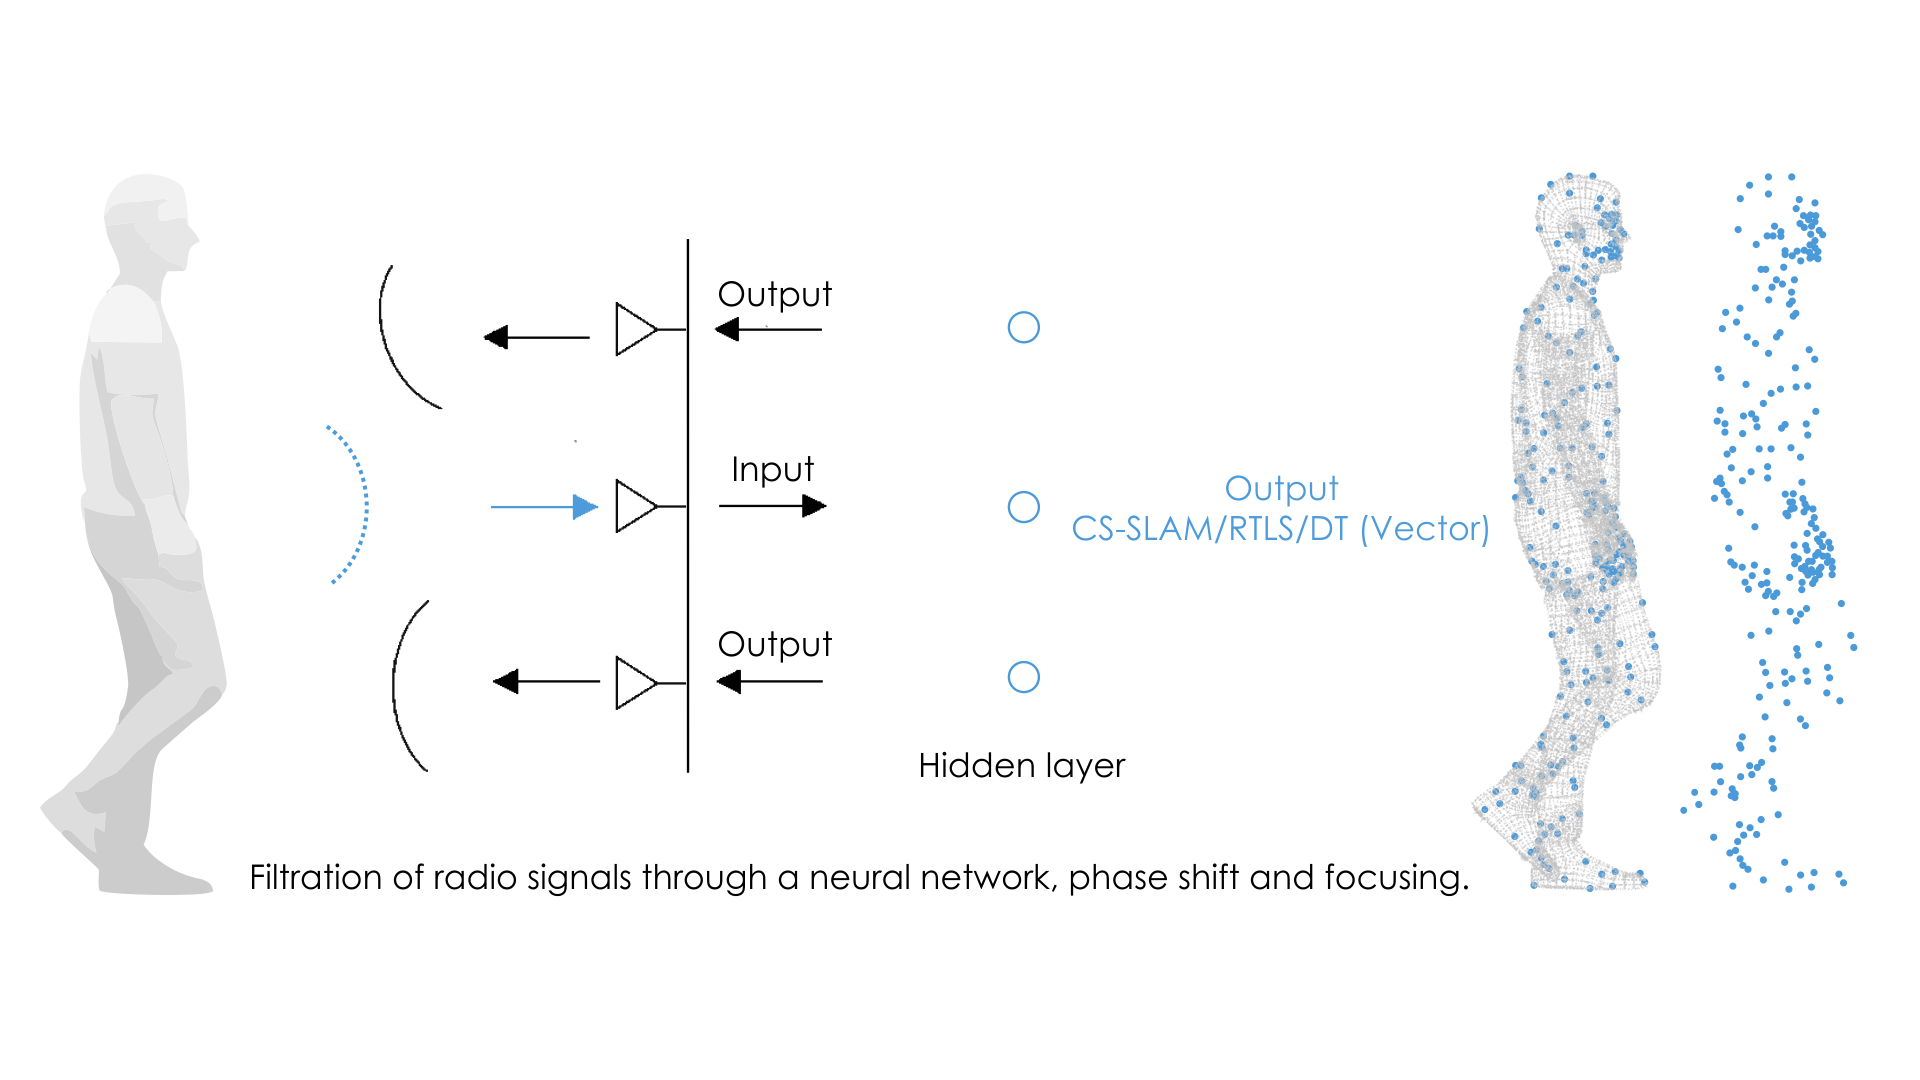 Output
Input
Output
CS-SLAM/RTLS/DT (Vector)
Output
Hidden layer
Filtration of radio signals through a neural network, phase shift and focusing.